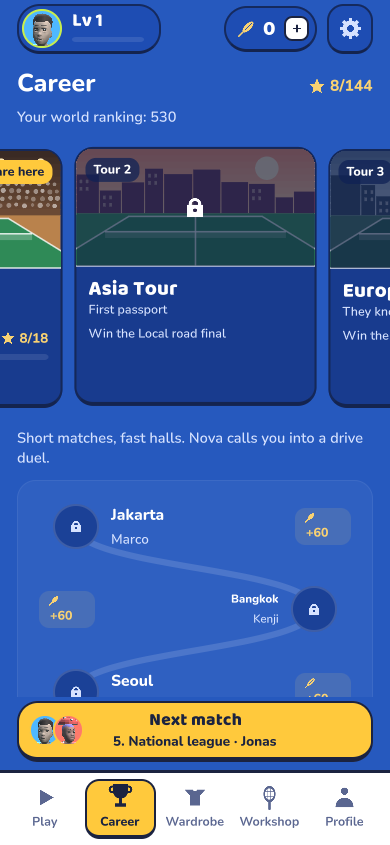 Lv 1
0
+
Career
8/144
Your world ranking: 530
are here
Tour 2
Tour 3
8/18
Asia Tour
First passport
Win the Local road final
Europ
They kn
Win the
Short matches, fast halls. Nova calls you into a drive
duel.
Jakarta
Marco
+60
+60
Bangkok
Kenji
Seoul
+60
Next match
5. National league · Jonas
Play
Career
Wardrobe
Workshop
Profile